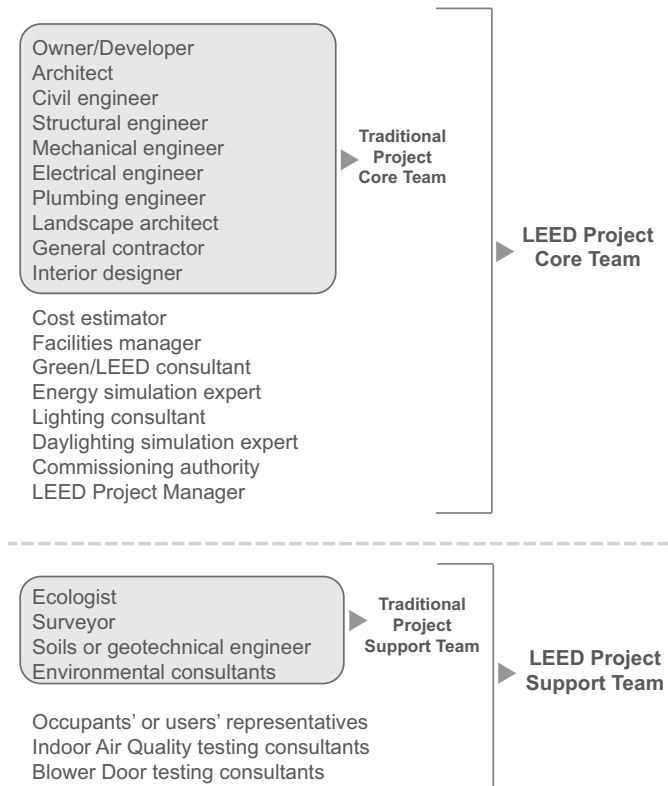 Owner/Developer
Architect
Civil engineer
Structural engineer
Mechanical engineer
Electrical engineer
Plumbing engineer
Landscape architect
General contractor
Interior designer
Traditional
Project
Core Team
LEED Project
Core Team
Cost estimator
Facilities manager
Green/LEED consultant
Energy simulation expert
Lighting consultant
Daylighting simulation expert
Commissioning authority
LEED Project Manager
Ecologist
Surveyor
Soils or geotechnical engineer
Environmental consultants
Traditional
Project
Support Team
LEED Project
Support Team
Occupants’ or users’ representatives
Indoor Air Quality testing consultants
Blower Door testing consultants